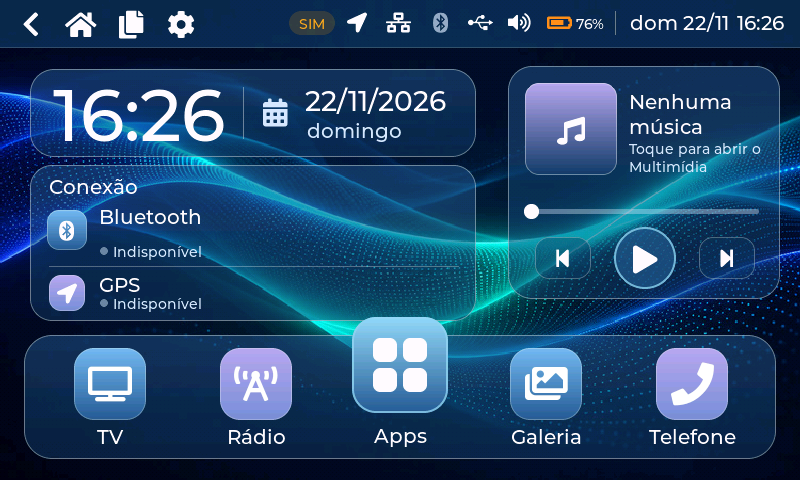 SIM
76%
dom 22/11 16:26
16:26
22/11/2026
domingo
Nenhuma
música
Toque para abrir o
Multimídia
Conexão
Bluetooth
Indisponível
GPS
Indisponível
TV
Rádio
Apps
Galeria
Telefone